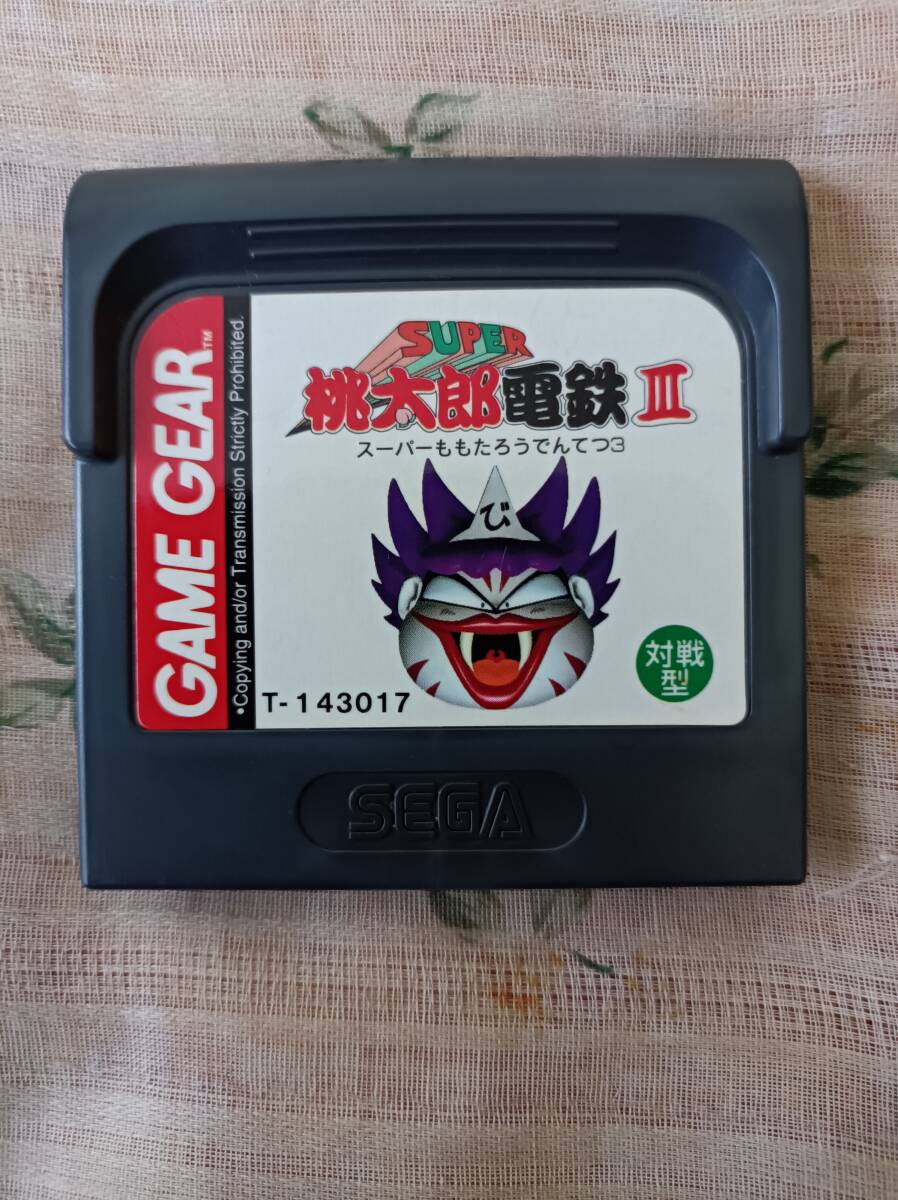 GAME GEAR™
•Copying and/or Transmission Strictly Prohibited.
SUPER
桃太郎電鉄III
スーパーももたろうでんてつ3
び
対戦
型
T-143017
SEGA